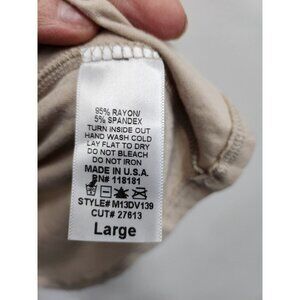 95% RAYON/
5% SPANDEX
TURN INSIDE OUT
HAND WASH COLD
LAY FLAT TO DRY
DO NOT BLEACH
DO NOT IRON
MADE IN U.S.A.
RN# 118181
STYLE# M13DV139
CUT# 27613
Large